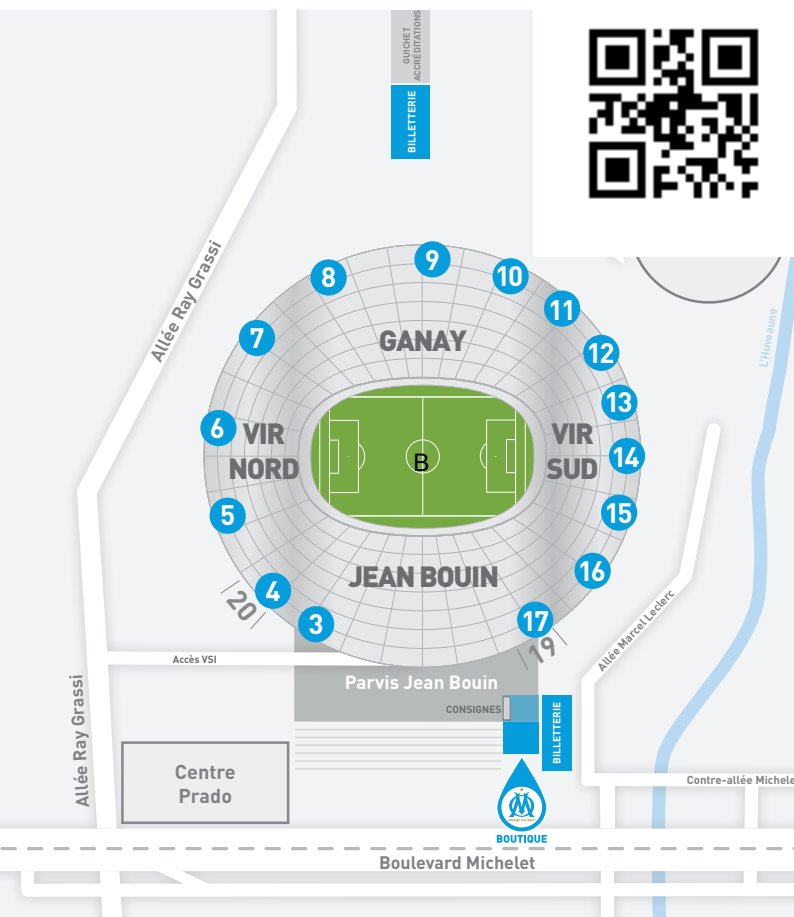 GUICHET
ACCRÉDITATIONS
BILLETTERIE
Allée Ray Grassi
8
9
10
11
7
12
GANAY
L'Huveaune
13
6
VIR
NORD
B
VIR
SUD
14
5
15
JEAN BOUIN
16
4
20
3
17
19
Allée Marcel Leclerc
Accès VSI
Parvis Jean Bouin
CONSIGNES
BILLETTERIE
Allée Ray Grassi
Centre
Prado
Contre-allée Michele
BOUTIQUE
Boulevard Michelet